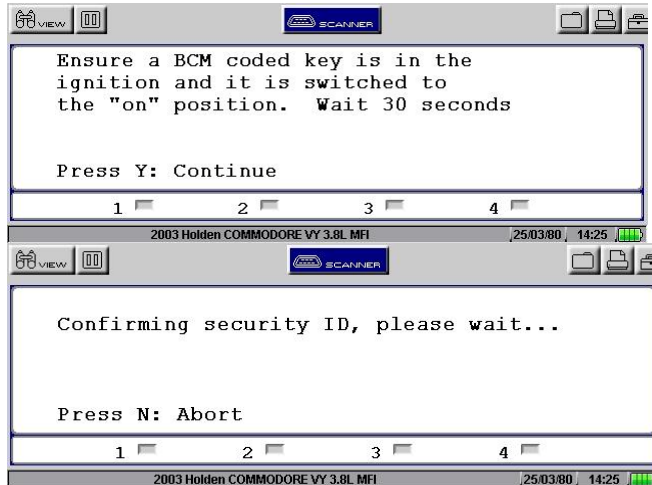 VIEW SCANNER
Ensure a BCM coded key is in the
ignition and it is switched to
the "on" position. Wait 30 seconds
Press Y: Continue
1 2 3 4
2003 Holden COMMODORE VY 3.8L MFI 25/03/80 14:25
VIEW SCANNER
Confirming security ID, please wait...
Press N: Abort
1 2 3 4
2003 Holden COMMODORE VY 3.8L MFI 25/03/80 14:25